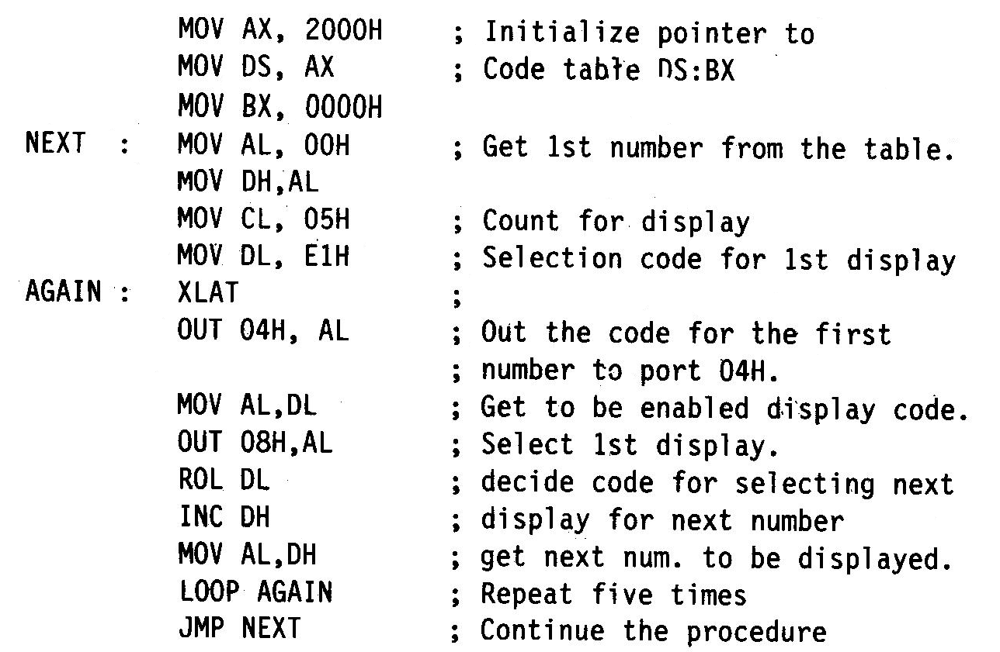 MOV AX, 2000H ; Initialize pointer to
MOV DS, AX ; Code table DS:BX
MOV BX, 0000H
NEXT : MOV AL, 00H ; Get 1st number from the table.
MOV DH,AL
MOV CL, 05H ; Count for display
MOV DL, E1H ; Selection code for 1st display
AGAIN : XLAT ;
OUT 04H, AL ; Out the code for the first
; number to port 04H.
MOV AL,DL ; Get to be enabled display code.
OUT 08H,AL ; Select 1st display.
ROL DL ; decide code for selecting next
INC DH ; display for next number
MOV AL,DH ; get next num. to be displayed.
LOOP AGAIN ; Repeat five times
JMP NEXT ; Continue the procedure